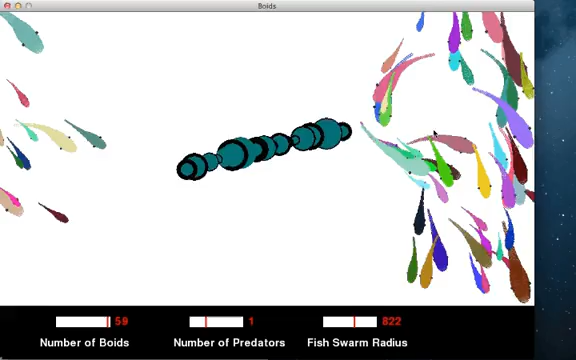 Boids
59 1 822
Number of Boids Number of Predators Fish Swarm Radius